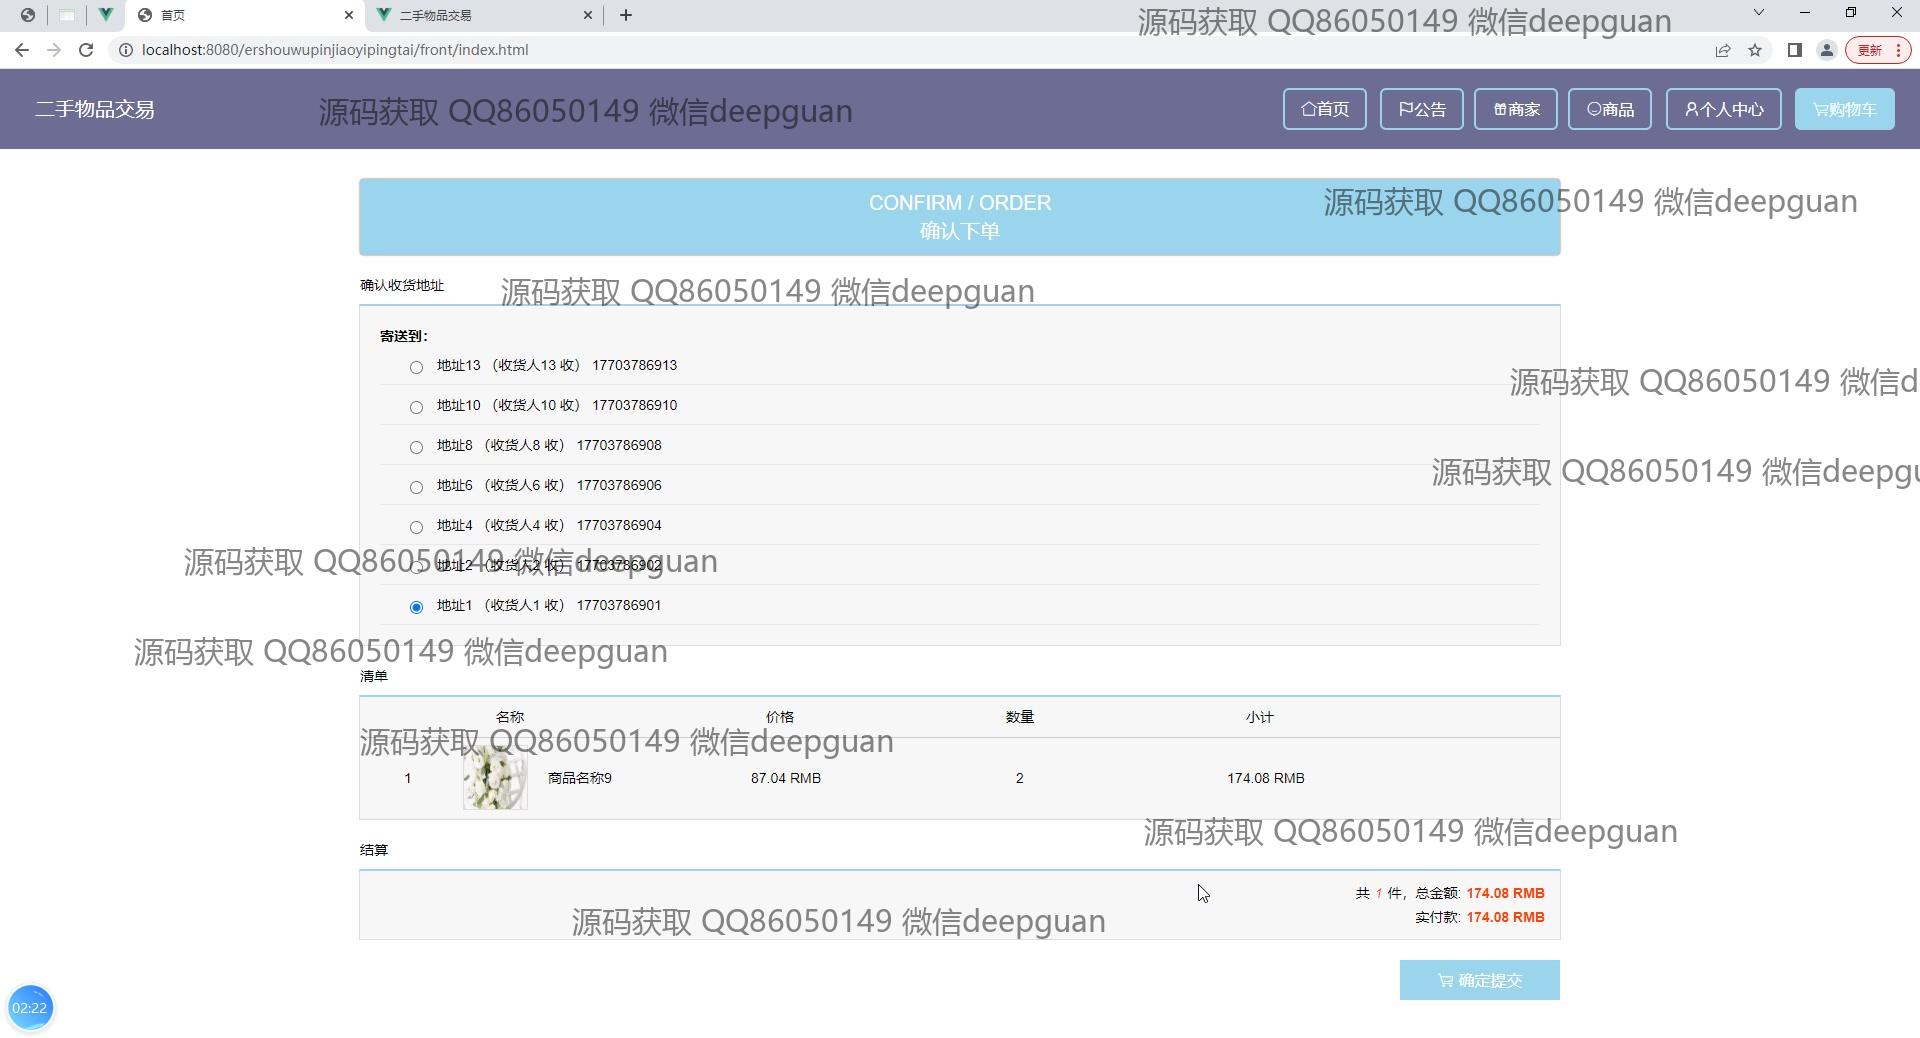 首页
二手物品交易
源码获取 QQ86050149 微信deepguan
localhost:8080/ershouwupinjiaoyipingtai/front/index.html
更新
二手物品交易
源码获取 QQ86050149 微信deepguan
首页
公告
商家
商品
个人中心
购物车
CONFIRM / ORDER
确认下单
源码获取 QQ86050149 微信deepguan
确认收货地址
源码获取 QQ86050149 微信deepguan
寄送到：
地址13 （收货人13 收） 17703786913
源码获取 QQ86050149 微信d
地址10 （收货人10 收） 17703786910
地址8 （收货人8 收） 17703786908
源码获取 QQ86050149 微信deepgu
地址6 （收货人6 收） 17703786906
地址4 （收货人4 收） 17703786904
源码获取 QQ86050149 微信deepguan
地址2 （收货人2 收） 17703786902
地址1 （收货人1 收） 17703786901
源码获取 QQ86050149 微信deepguan
清单
名称 价格 数量 小计
源码获取 QQ86050149 微信deepguan
1 商品名称9 87.04 RMB 2 174.08 RMB
源码获取 QQ86050149 微信deepguan
结算
共 1 件，总金额: 174.08 RMB
实付款: 174.08 RMB
源码获取 QQ86050149 微信deepguan
确定提交
02:22